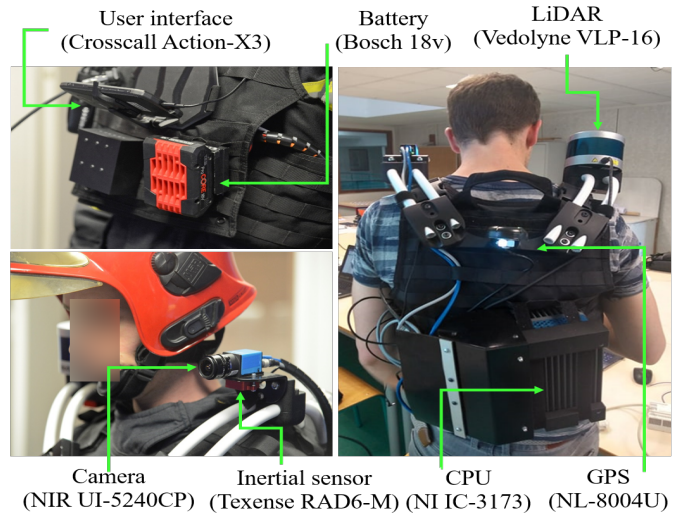 User interface
(Crosscall Action-X3)
Battery
(Bosch 18v)
LiDAR
(Vedolyne VLP-16)
CORE
Camera
(NIR UI-5240CP)
Inertial sensor
(Texense RAD6-M)
CPU
(NI IC-3173)
GPS
(NL-8004U)